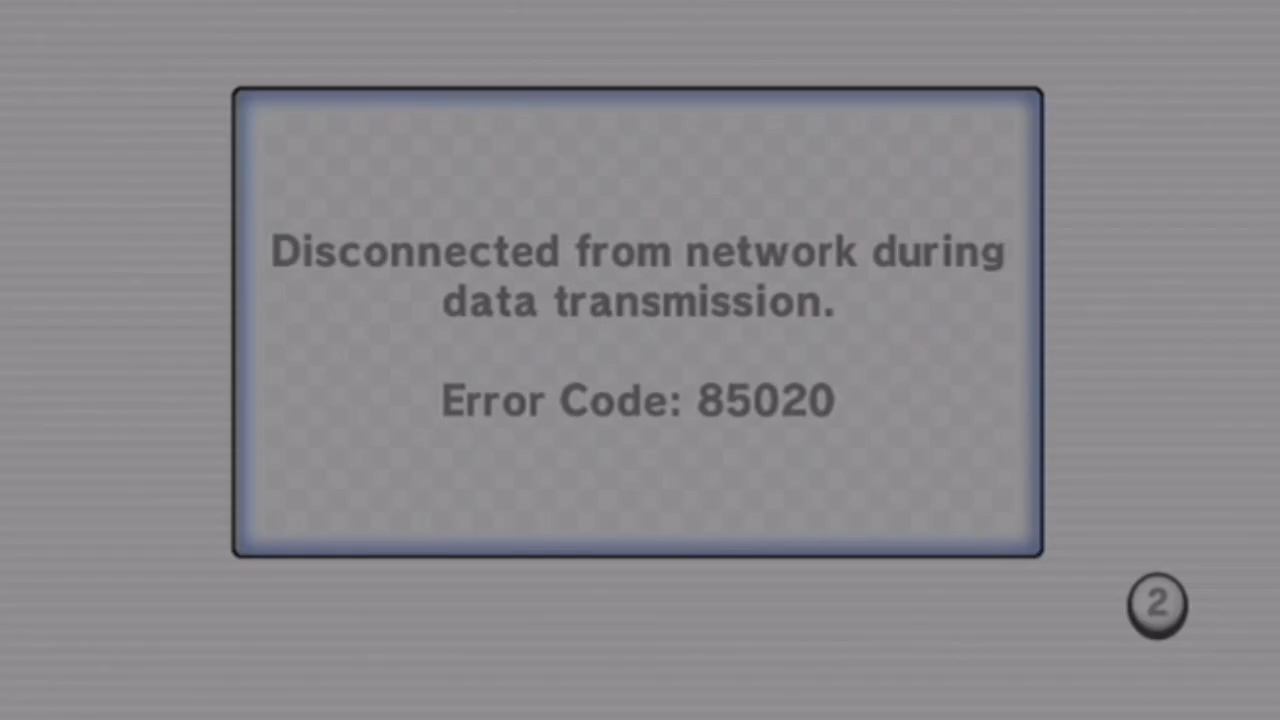 Disconnected from network during
data transmission.
Error Code: 85020
2